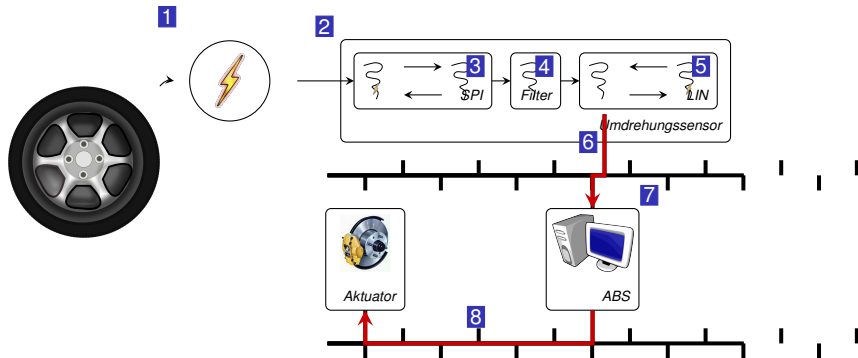 1
2
3
4
5
SPI
Filter
LIN
Umdrehungssensor
6
7
Aktuator
ABS
8